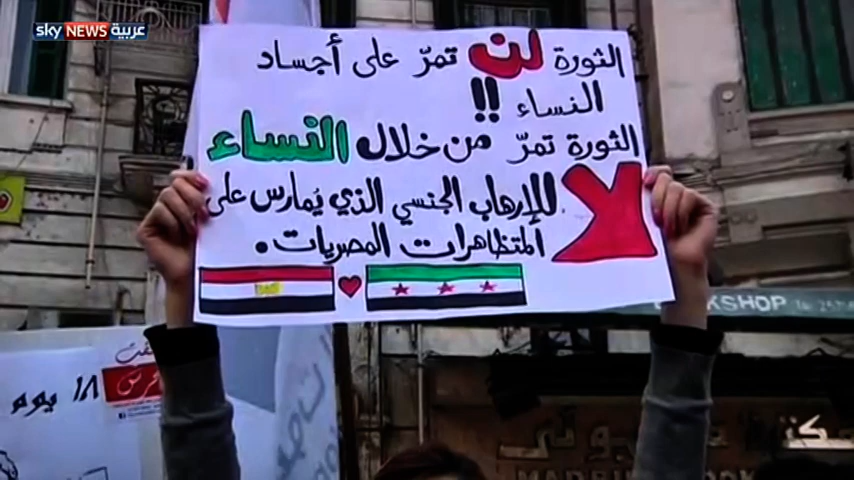 sky NEWS عربية
الثورة لن تمرّ على أجساد
النساء !!
الثورة تمرّ من خلال النساء
لا للإرهاب الجنسي الذي يُمارس على
المتظاهرات المصريات.
KSHOP
١٨ يوم